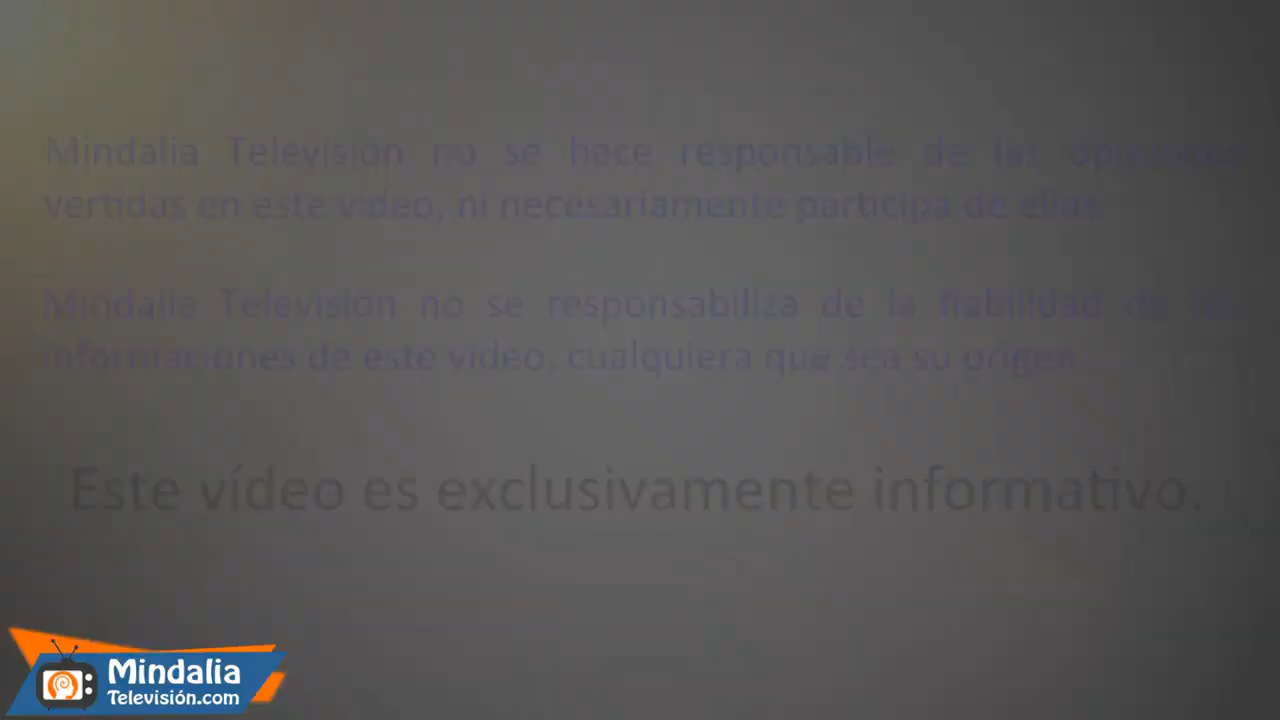 Mindalia Televisión no se hace responsable de las opiniones
vertidas en este vídeo, ni necesariamente participa de ellas.
Mindalia Televisión no se responsabiliza de la fiabilidad de las
informaciones de este vídeo, cualquiera que sea su origen.
Este vídeo es exclusivamente informativo.
Mindalia
Televisión.com